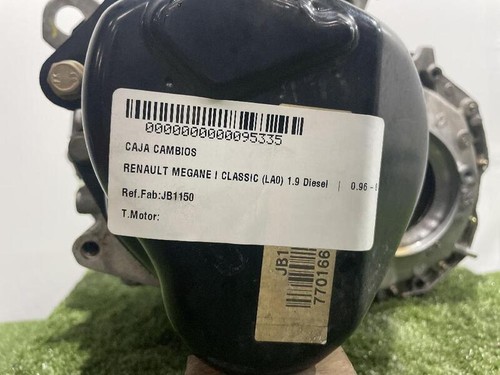 0000000000095335
CAJA CAMBIOS
RENAULT MEGANE I CLASSIC (LA0) 1.9 Diesel | 0.96 -
Ref.Fab:JB1150
T.Motor:
JB1
770166